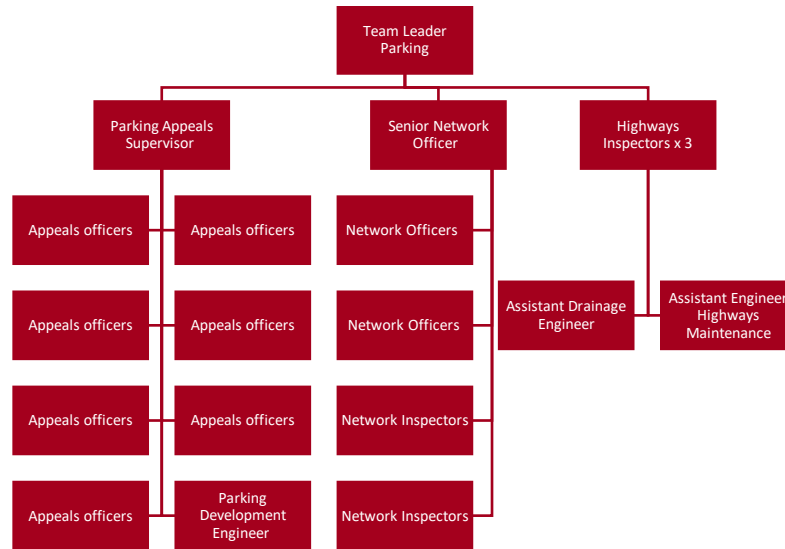 Team Leader
Parking
Parking Appeals
Supervisor
Senior Network
Officer
Highways
Inspectors x 3
Appeals officers
Appeals officers
Network Officers
Assistant Drainage
Engineer
Assistant Engineer
Highways
Maintenance
Appeals officers
Appeals officers
Network Officers
Appeals officers
Appeals officers
Network Inspectors
Appeals officers
Parking
Development
Engineer
Network Inspectors